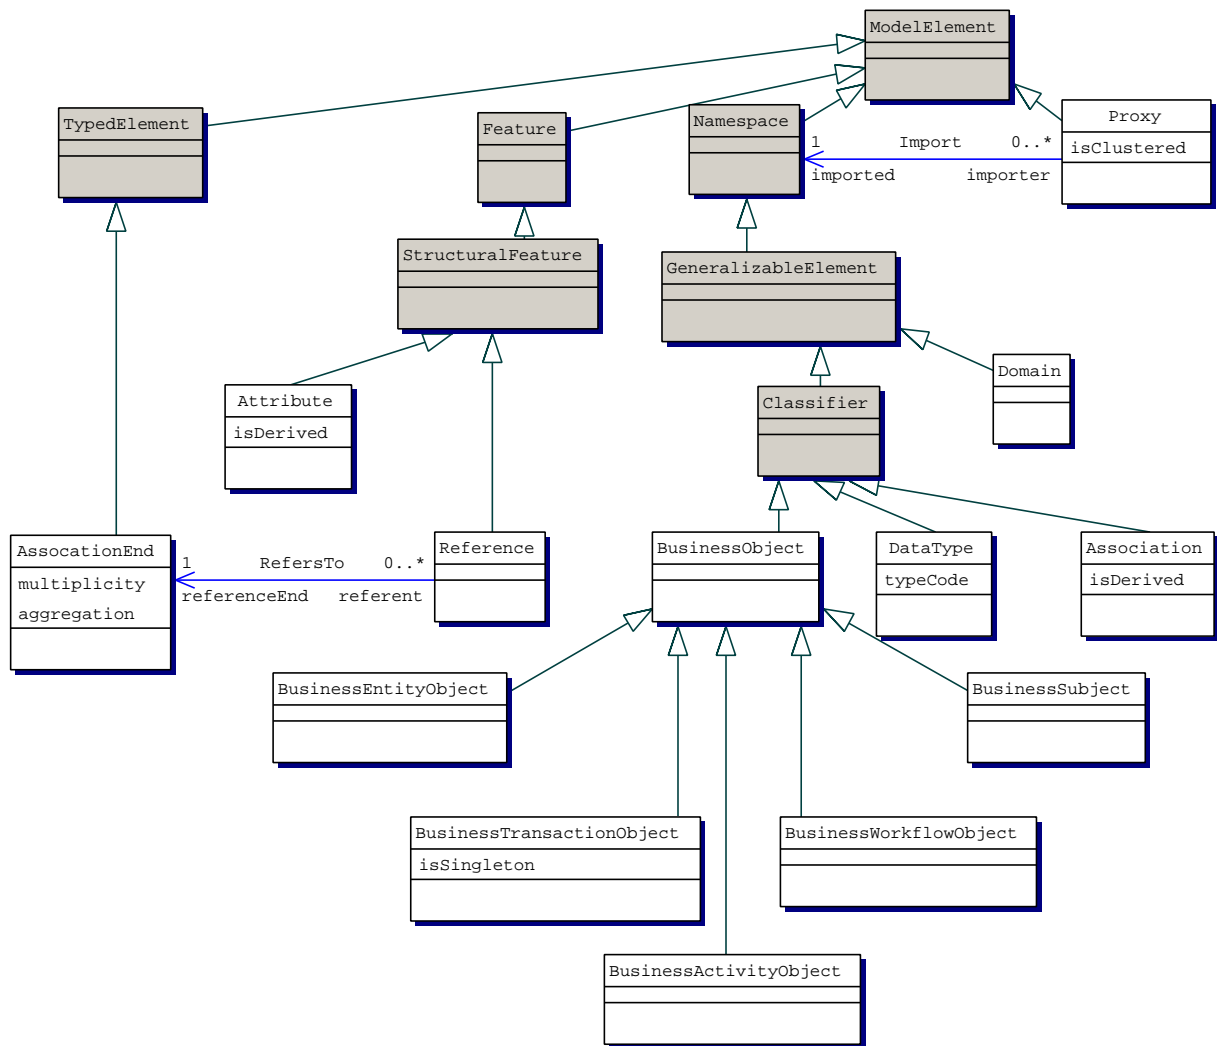 ModelElement
TypedElement
Feature
Namespace
Proxy
isClustered
1 Import 0..*
imported importer
StructuralFeature
GeneralizableElement
Domain
Attribute
isDerived
Classifier
AssocationEnd
multiplicity
aggregation
1 RefersTo 0..*
referenceEnd referent
Reference
BusinessObject
DataType
typeCode
Association
isDerived
BusinessEntityObject
BusinessSubject
BusinessTransactionObject
isSingleton
BusinessWorkflowObject
BusinessActivityObject